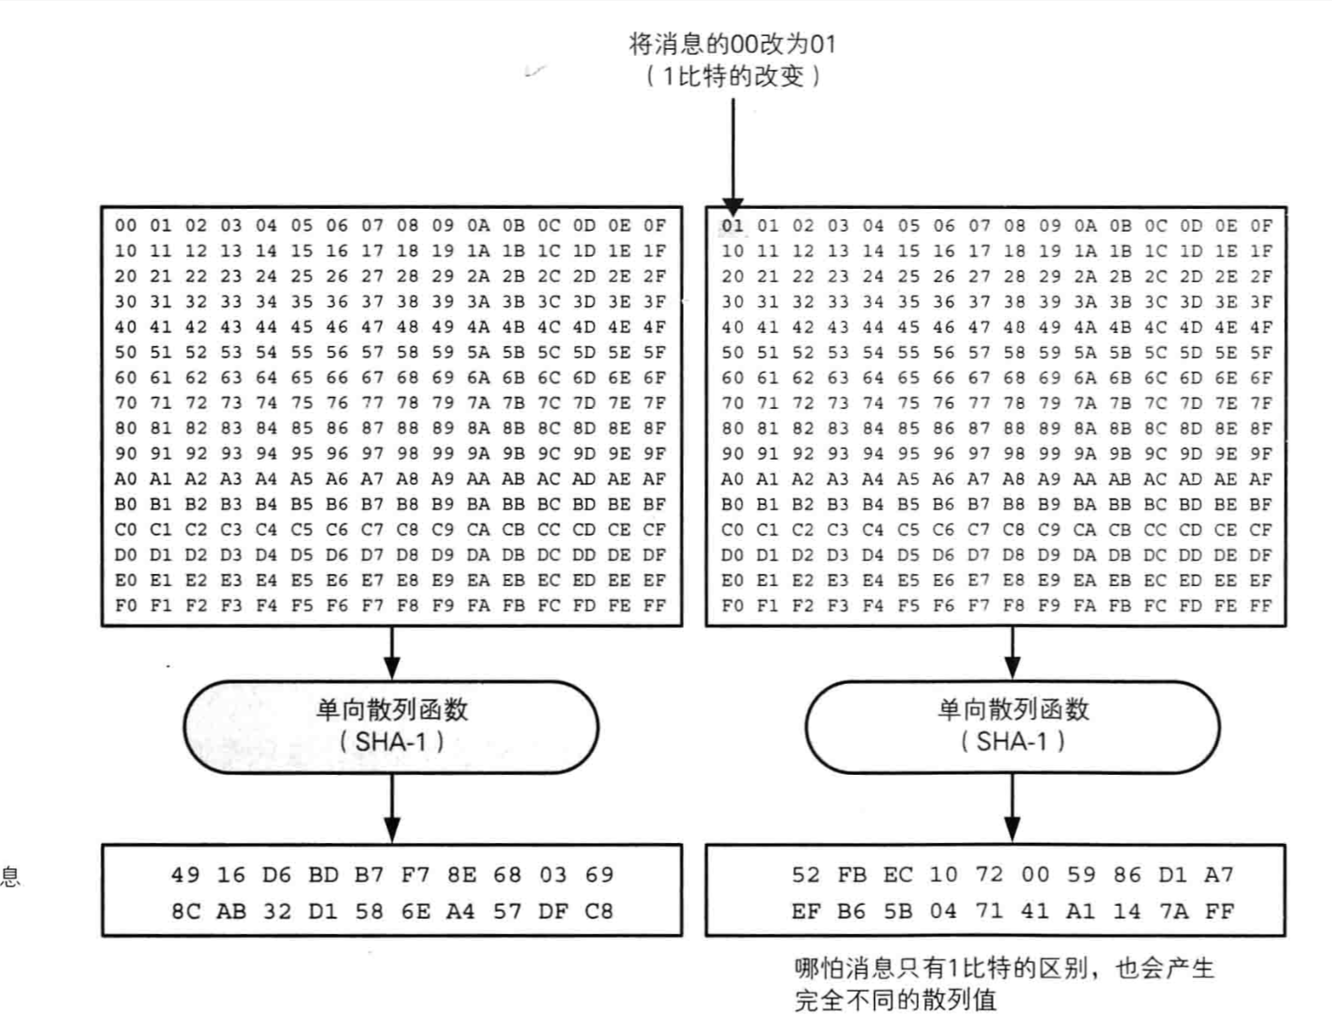 将消息的00改为01
（1比特的改变）
00 01 02 03 04 05 06 07 08 09 0A 0B 0C 0D 0E 0F
10 11 12 13 14 15 16 17 18 19 1A 1B 1C 1D 1E 1F
20 21 22 23 24 25 26 27 28 29 2A 2B 2C 2D 2E 2F
30 31 32 33 34 35 36 37 38 39 3A 3B 3C 3D 3E 3F
40 41 42 43 44 45 46 47 48 49 4A 4B 4C 4D 4E 4F
50 51 52 53 54 55 56 57 58 59 5A 5B 5C 5D 5E 5F
60 61 62 63 64 65 66 67 68 69 6A 6B 6C 6D 6E 6F
70 71 72 73 74 75 76 77 78 79 7A 7B 7C 7D 7E 7F
80 81 82 83 84 85 86 87 88 89 8A 8B 8C 8D 8E 8F
90 91 92 93 94 95 96 97 98 99 9A 9B 9C 9D 9E 9F
A0 A1 A2 A3 A4 A5 A6 A7 A8 A9 AA AB AC AD AE AF
B0 B1 B2 B3 B4 B5 B6 B7 B8 B9 BA BB BC BD BE BF
C0 C1 C2 C3 C4 C5 C6 C7 C8 C9 CA CB CC CD CE CF
D0 D1 D2 D3 D4 D5 D6 D7 D8 D9 DA DB DC DD DE DF
E0 E1 E2 E3 E4 E5 E6 E7 E8 E9 EA EB EC ED EE EF
F0 F1 F2 F3 F4 F5 F6 F7 F8 F9 FA FB FC FD FE FF
01 01 02 03 04 05 06 07 08 09 0A 0B 0C 0D 0E 0F
10 11 12 13 14 15 16 17 18 19 1A 1B 1C 1D 1E 1F
20 21 22 23 24 25 26 27 28 29 2A 2B 2C 2D 2E 2F
30 31 32 33 34 35 36 37 38 39 3A 3B 3C 3D 3E 3F
40 41 42 43 44 45 46 47 48 49 4A 4B 4C 4D 4E 4F
50 51 52 53 54 55 56 57 58 59 5A 5B 5C 5D 5E 5F
60 61 62 63 64 65 66 67 68 69 6A 6B 6C 6D 6E 6F
70 71 72 73 74 75 76 77 78 79 7A 7B 7C 7D 7E 7F
80 81 82 83 84 85 86 87 88 89 8A 8B 8C 8D 8E 8F
90 91 92 93 94 95 96 97 98 99 9A 9B 9C 9D 9E 9F
A0 A1 A2 A3 A4 A5 A6 A7 A8 A9 AA AB AC AD AE AF
B0 B1 B2 B3 B4 B5 B6 B7 B8 B9 BA BB BC BD BE BF
C0 C1 C2 C3 C4 C5 C6 C7 C8 C9 CA CB CC CD CE CF
D0 D1 D2 D3 D4 D5 D6 D7 D8 D9 DA DB DC DD DE DF
E0 E1 E2 E3 E4 E5 E6 E7 E8 E9 EA EB EC ED EE EF
F0 F1 F2 F3 F4 F5 F6 F7 F8 F9 FA FB FC FD FE FF
单向散列函数
（SHA-1）
单向散列函数
（SHA-1）
息
49 16 D6 BD B7 F7 8E 68 03 69
8C AB 32 D1 58 6E A4 57 DF C8
52 FB EC 10 72 00 59 86 D1 A7
EF B6 5B 04 71 41 A1 14 7A FF
哪怕消息只有1比特的区别，也会产生
完全不同的散列值